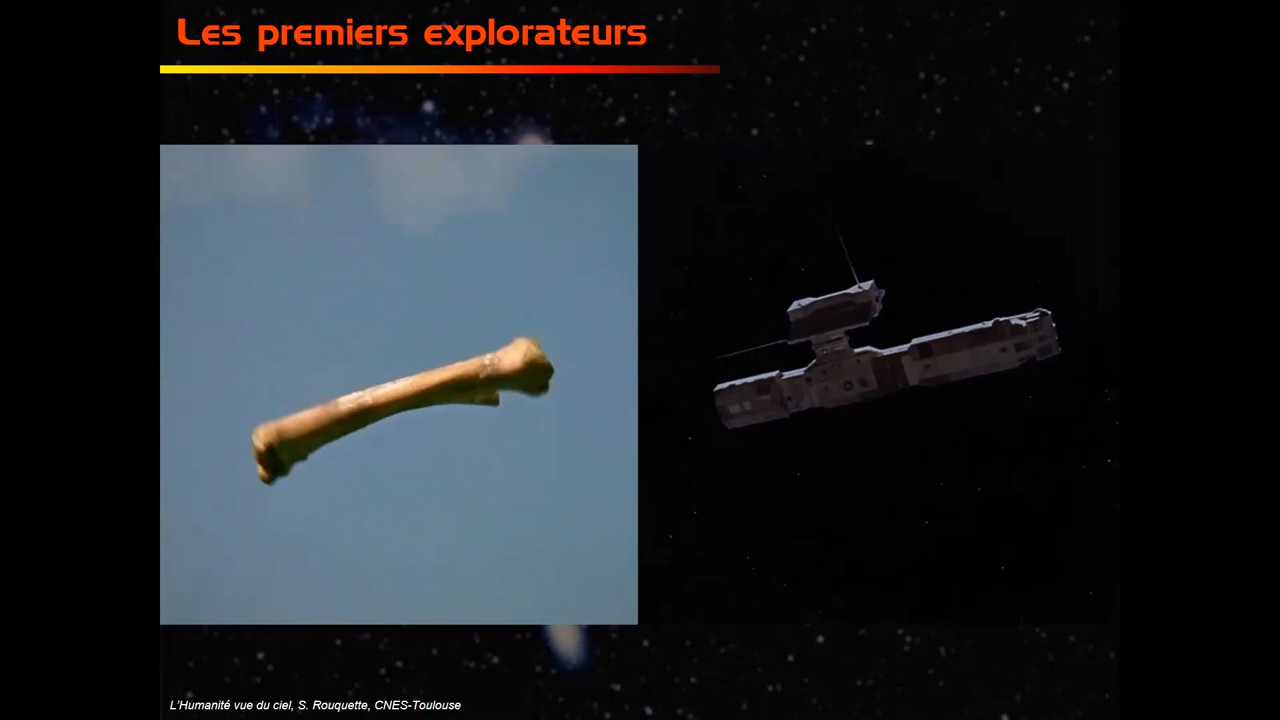 Les premiers explorateurs
L'Humanité vue du ciel, S. Rouquette, CNES-Toulouse